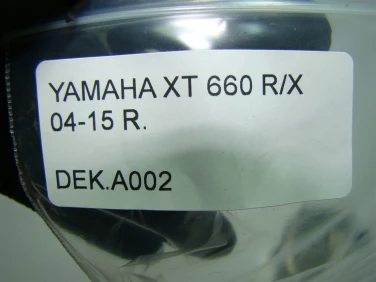 YAMAHA XT 660 R/X
04-15 R.
DEK.A002